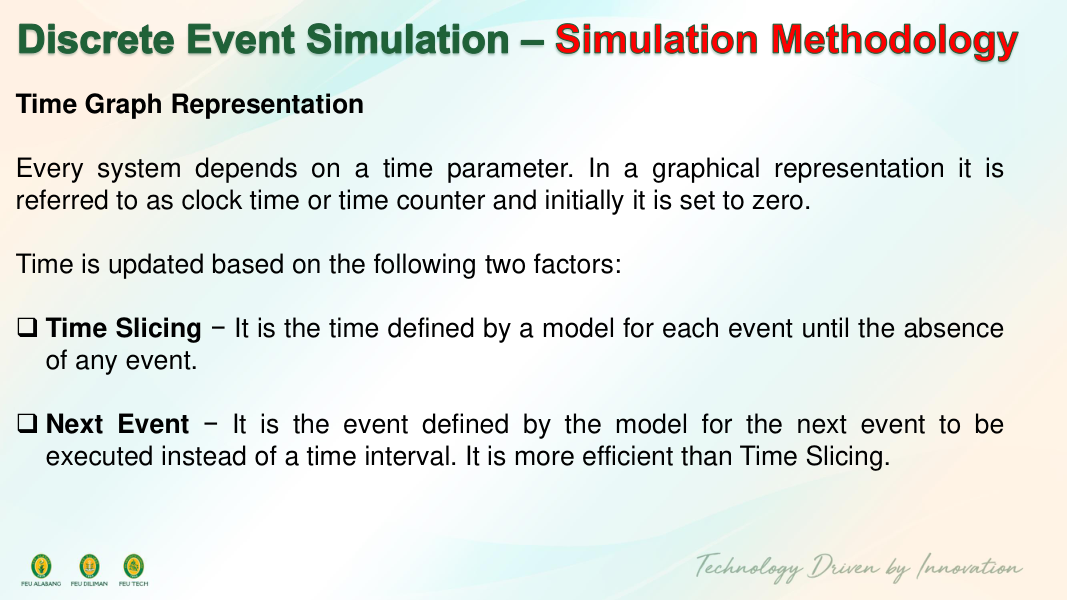 Discrete Event Simulation – Simulation Methodology
Time Graph Representation
Every system depends on a time parameter. In a graphical representation it is
referred to as clock time or time counter and initially it is set to zero.
Time is updated based on the following two factors:
❑ Time Slicing − It is the time defined by a model for each event until the absence
of any event.
❑ Next Event − It is the event defined by the model for the next event to be
executed instead of a time interval. It is more efficient than Time Slicing.
FEU ALABANG FEU DILIMAN FEU TECH
Technology Driven by Innovation